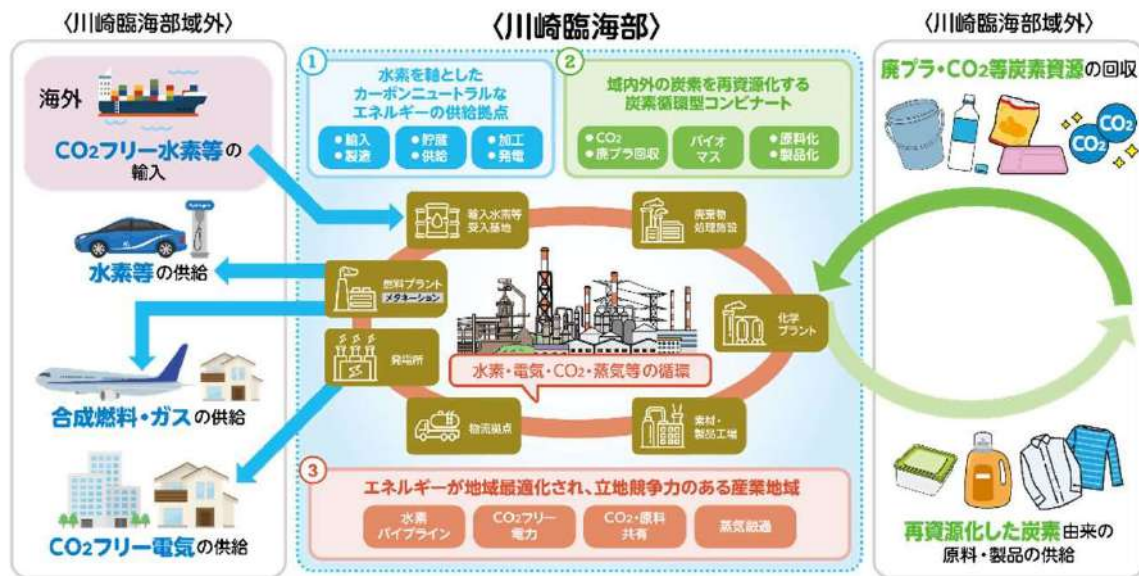 〈川崎臨海部域外〉
海外
CO2フリー水素等の
輸入
水素等の供給
合成燃料・ガスの供給
CO2フリー電気の供給
〈川崎臨海部〉
①
水素を軸とした
カーボンニュートラルな
エネルギーの供給拠点
●輸入
●製造
●貯蔵
●供給
●加工
●発電
②
域内外の炭素を再資源化する
炭素循環型コンビナート
●CO2
●廃プラ回収
バイオ
マス
●原料化
●製品化
輸入水素等
受入基地
廃棄物
処理施設
燃料プラント
メタネーション
化学
プラント
発電所
水素・電気・CO2・蒸気等の循環
物流拠点
素材・
製品工場
③
エネルギーが地域最適化され、立地競争力のある産業地域
水素
パイプライン
CO2フリー
電力
CO2・原料
共有
蒸気融通
〈川崎臨海部域外〉
廃プラ・CO2等炭素資源の回収
CO2
CO2
再資源化した炭素由来の
原料・製品の供給